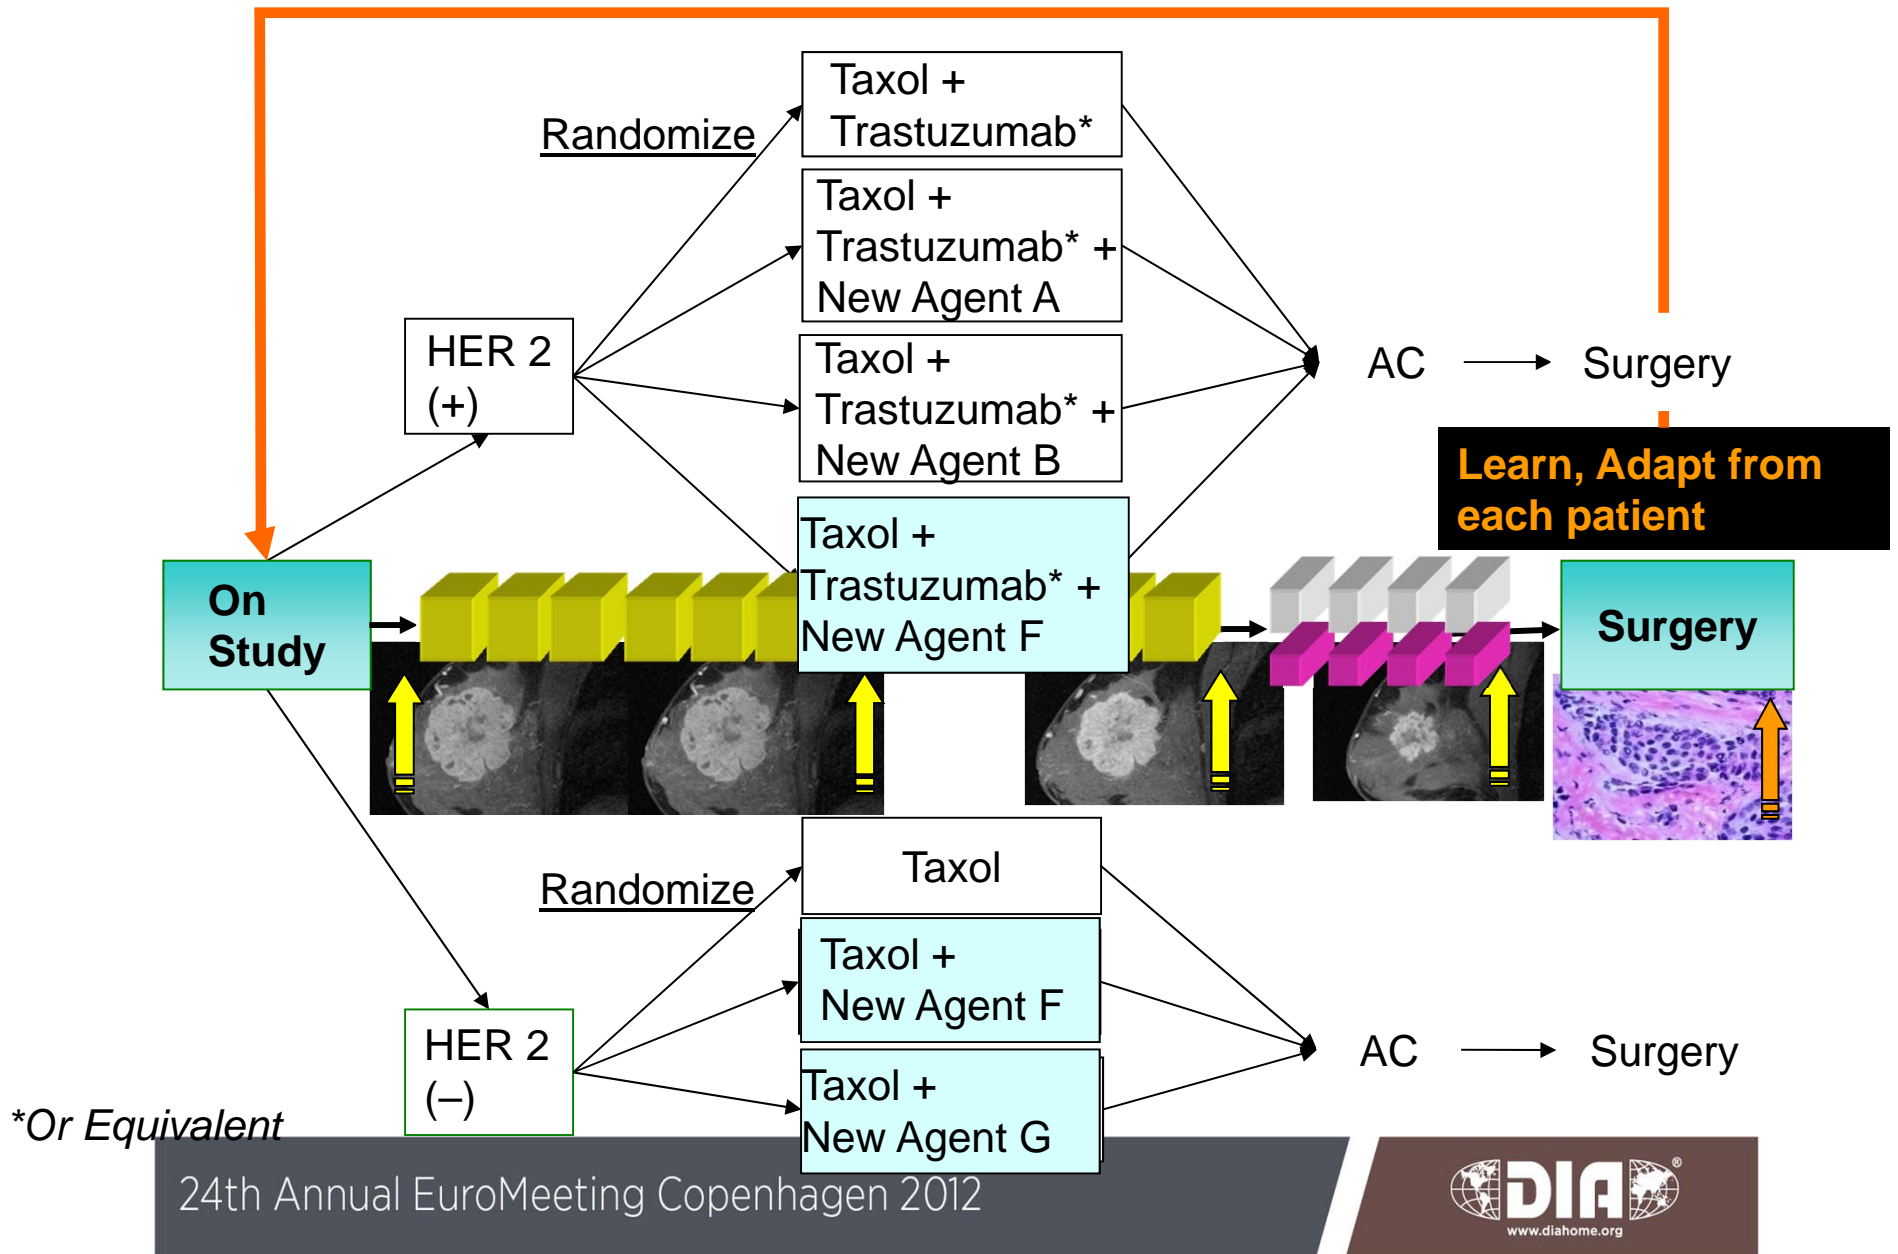 Randomize
Taxol +
Trastuzumab*
Taxol +
Trastuzumab* +
New Agent A
HER 2
(+)
Taxol +
Trastuzumab* +
New Agent B
AC
Surgery
Learn, Adapt from
each patient
On
Study
Taxol +
Trastuzumab* +
New Agent F
Surgery
Randomize
Taxol
Taxol +
New Agent F
HER 2
(–)
Taxol +
New Agent G
AC
Surgery
*Or Equivalent
24th Annual EuroMeeting Copenhagen 2012
DIA®
www.diahome.org